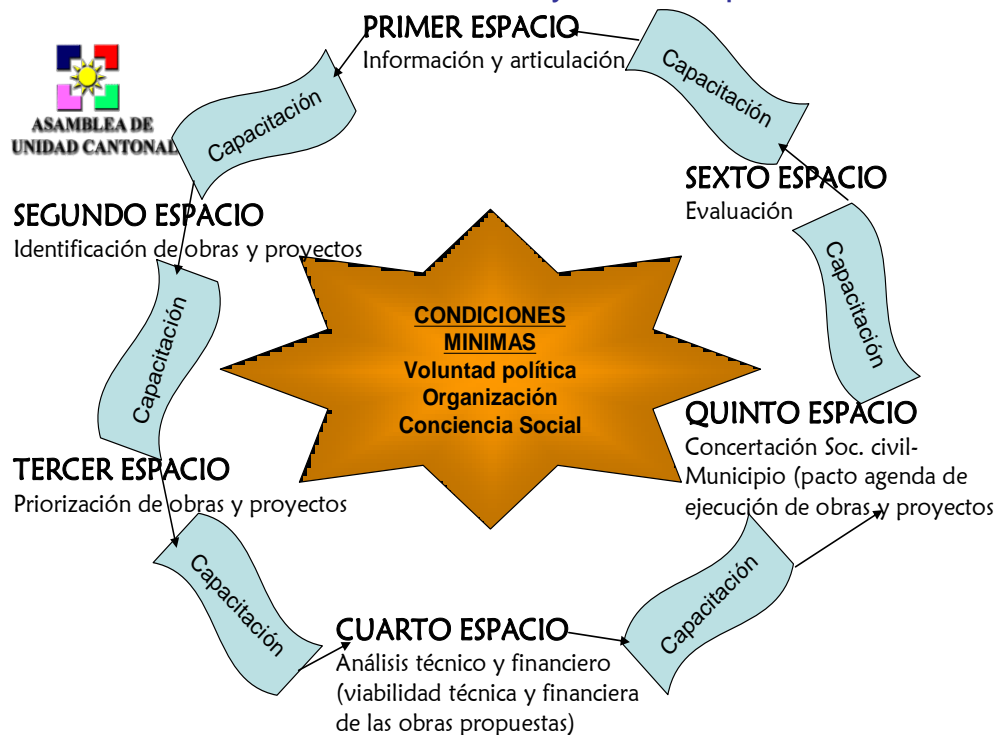 PRIMER ESPACIO
Información y articulación
Capacitación
Capacitación
ASAMBLEA DE
UNIDAD CANTONAL
SEGUNDO ESPACIO
Identificación de obras y proyectos
Capacitación
TERCER ESPACIO
Priorización de obras y proyectos
Capacitación
CUARTO ESPACIO
Análisis técnico y financiero
(viabilidad técnica y financiera
de las obras propuestas)
Capacitación
QUINTO ESPACIO
Concertación Soc. civil-
Municipio (pacto agenda de
ejecución de obras y proyectos
Capacitación
SEXTO ESPACIO
Evaluación
CONDICIONES
MINIMAS
Voluntad política
Organización
Conciencia Social